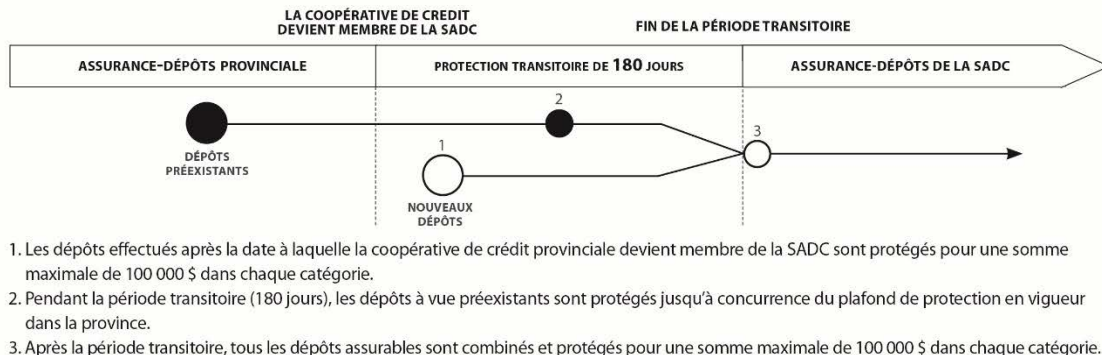 LA COOPÉRATIVE DE CREDIT
DEVIENT MEMBRE DE LA SADC
FIN DE LA PÉRIODE TRANSITOIRE
ASSURANCE-DÉPÔTS PROVINCIALE
PROTECTION TRANSITOIRE DE 180 JOURS
ASSURANCE-DÉPÔTS DE LA SADC
2
1
3
DÉPÔTS
PRÉEXISTANTS
NOUVEAUX
DÉPÔTS
1. Les dépôts effectués après la date à laquelle la coopérative de crédit provinciale devient membre de la SADC sont protégés pour une somme
maximale de 100 000 $ dans chaque catégorie.
2. Pendant la période transitoire (180 jours), les dépôts à vue préexistants sont protégés jusqu'à concurrence du plafond de protection en vigueur
dans la province.
3. Après la période transitoire, tous les dépôts assurables sont combinés et protégés pour une somme maximale de 100 000 $ dans chaque catégorie.